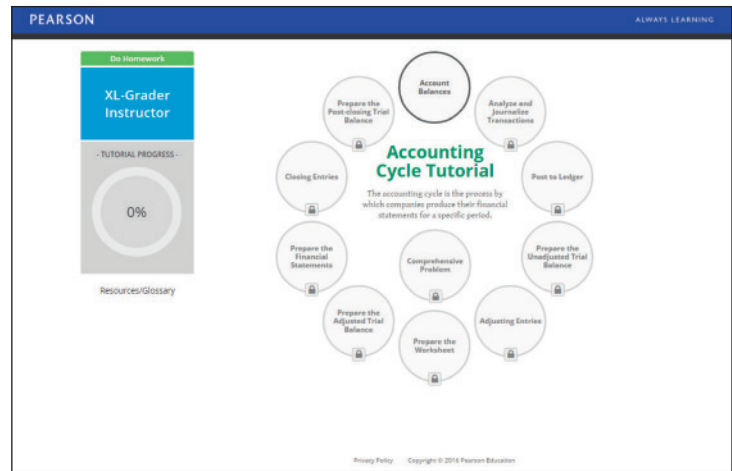 PEARSON
ALWAYS LEARNING
Do Homework
XL-Grader
Instructor
- TUTORIAL PROGRESS -
0%
Resources/Glossary
Account
Balances
Analyze and
Journalize
Transactions
Post to Ledger
Prepare the
Unadjusted Trial
Balance
Adjusting Entries
Prepare the
Worksheet
Prepare the
Adjusted Trial
Balance
Prepare the
Financial
Statements
Closing Entries
Prepare the
Post-closing Trial
Balance
Accounting
Cycle Tutorial
The accounting cycle is the process by
which companies produce their financial
statements for a specific period.
Comprehensive
Problem
Privacy Policy
Copyright © 2016 Pearson Education